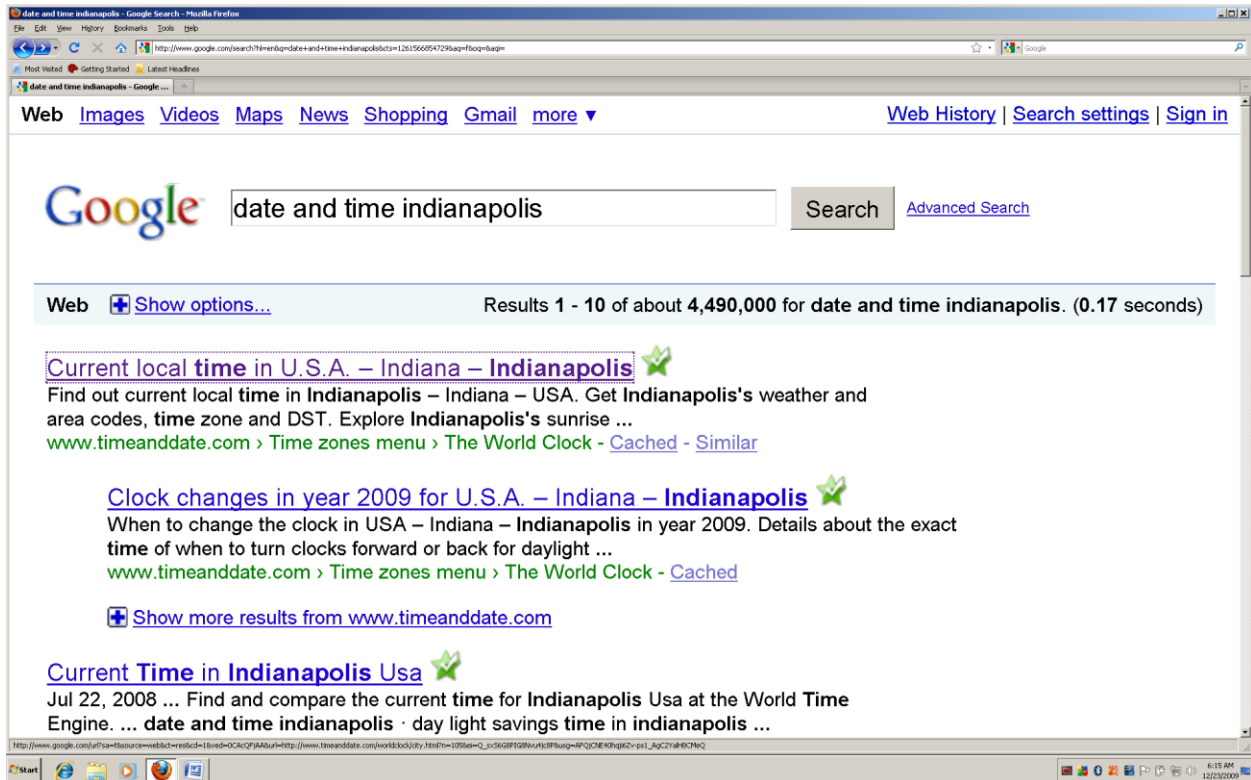 date and time indianapolis - Google Search - Mozilla Firefox
File Edit View History Bookmarks Tools Help
Google
Most Visited Getting Started Latest Headlines
date and time indianapolis - Google ...
Web Images Videos Maps News Shopping Gmail more ▼ Web History | Search settings | Sign in
Google date and time indianapolis Search Advanced Search
Web Show options... Results 1 - 10 of about 4,490,000 for date and time indianapolis. (0.17 seconds)
Current local time in U.S.A. – Indiana – Indianapolis
Find out current local time in Indianapolis – Indiana – USA. Get Indianapolis's weather and
area codes, time zone and DST. Explore Indianapolis's sunrise ...
www.timeanddate.com › Time zones menu › The World Clock - Cached - Similar
Clock changes in year 2009 for U.S.A. – Indiana – Indianapolis
When to change the clock in USA – Indiana – Indianapolis in year 2009. Details about the exact
time of when to turn clocks forward or back for daylight ...
www.timeanddate.com › Time zones menu › The World Clock - Cached
Show more results from www.timeanddate.com
Current Time in Indianapolis Usa
Jul 22, 2008 ... Find and compare the current time for Indianapolis Usa at the World Time
Engine. ... date and time indianapolis · day light savings time in indianapolis ...
Start 6:15 AM
12/23/2009